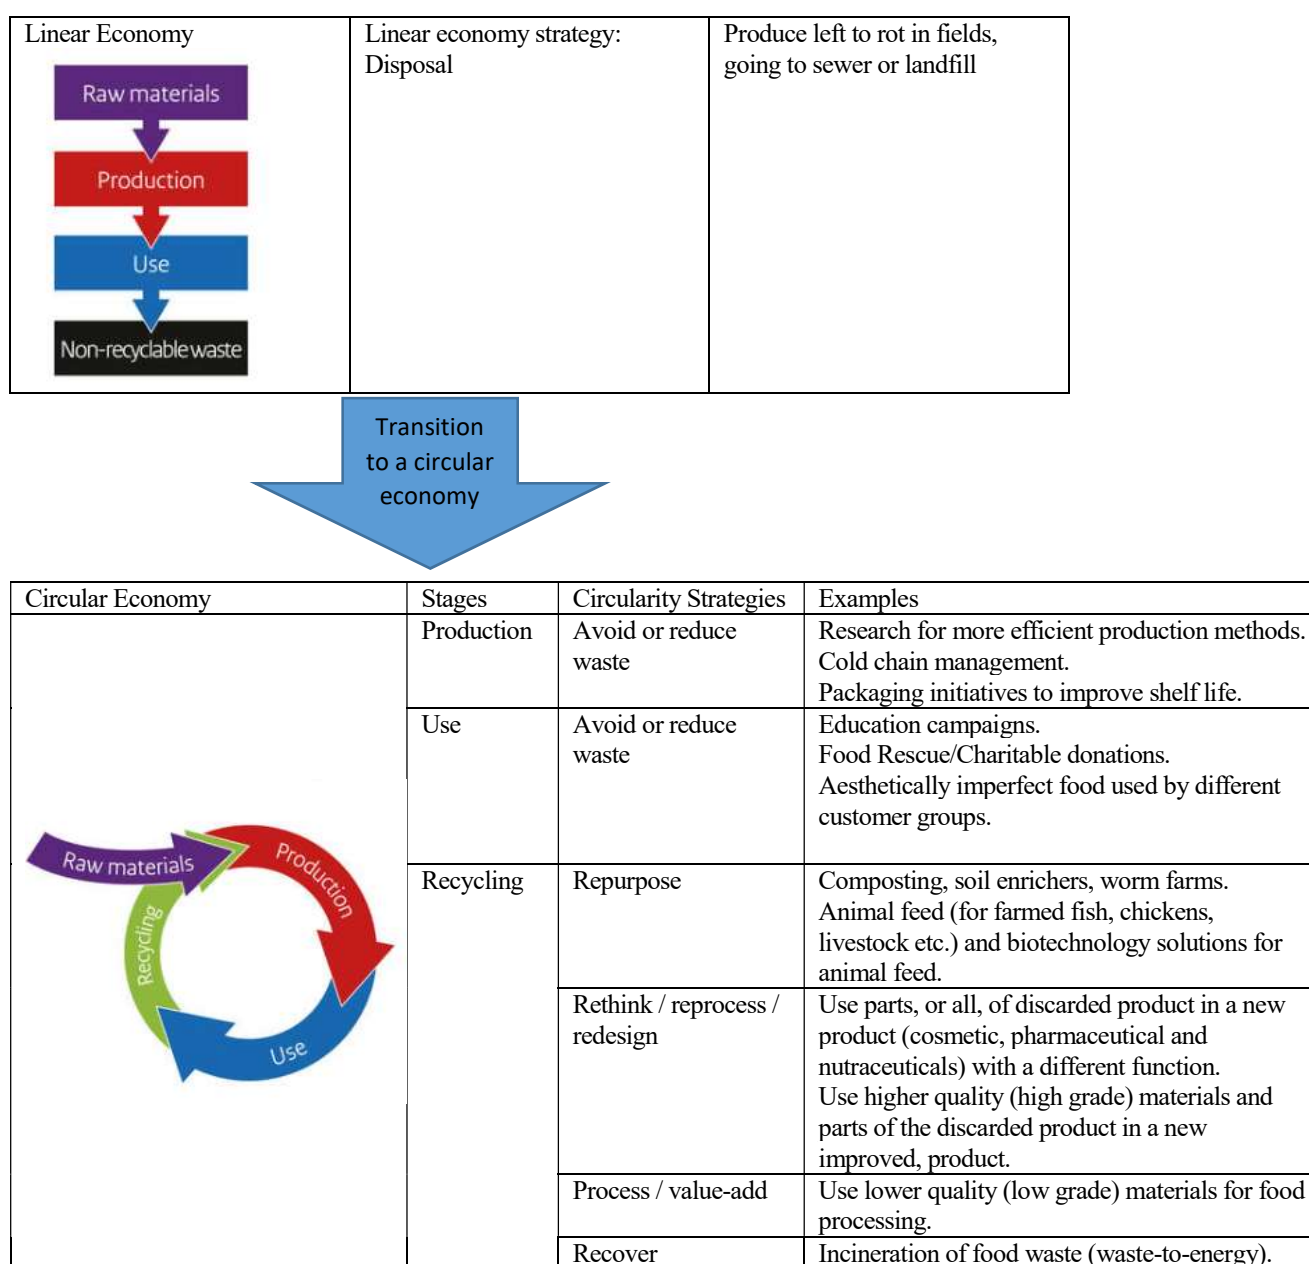 Linear Economy
Raw materials
Production
Use
Non-recyclable waste
Linear economy strategy:
Disposal
Produce left to rot in fields,
going to sewer or landfill
Transition
to a circular
economy
Circular Economy
Stages
Circularity Strategies
Examples
Raw materials
Production
Use
Recycling
Production
Avoid or reduce
waste
Research for more efficient production methods.
Cold chain management.
Packaging initiatives to improve shelf life.
Use
Avoid or reduce
waste
Education campaigns.
Food Rescue/Charitable donations.
Aesthetically imperfect food used by different
customer groups.
Recycling
Repurpose
Composting, soil enrichers, worm farms.
Animal feed (for farmed fish, chickens,
livestock etc.) and biotechnology solutions for
animal feed.
Rethink / reprocess /
redesign
Use parts, or all, of discarded product in a new
product (cosmetic, pharmaceutical and
nutraceuticals) with a different function.
Use higher quality (high grade) materials and
parts of the discarded product in a new
improved, product.
Process / value-add
Use lower quality (low grade) materials for food
processing.
Recover
Incineration of food waste (waste-to-energy).